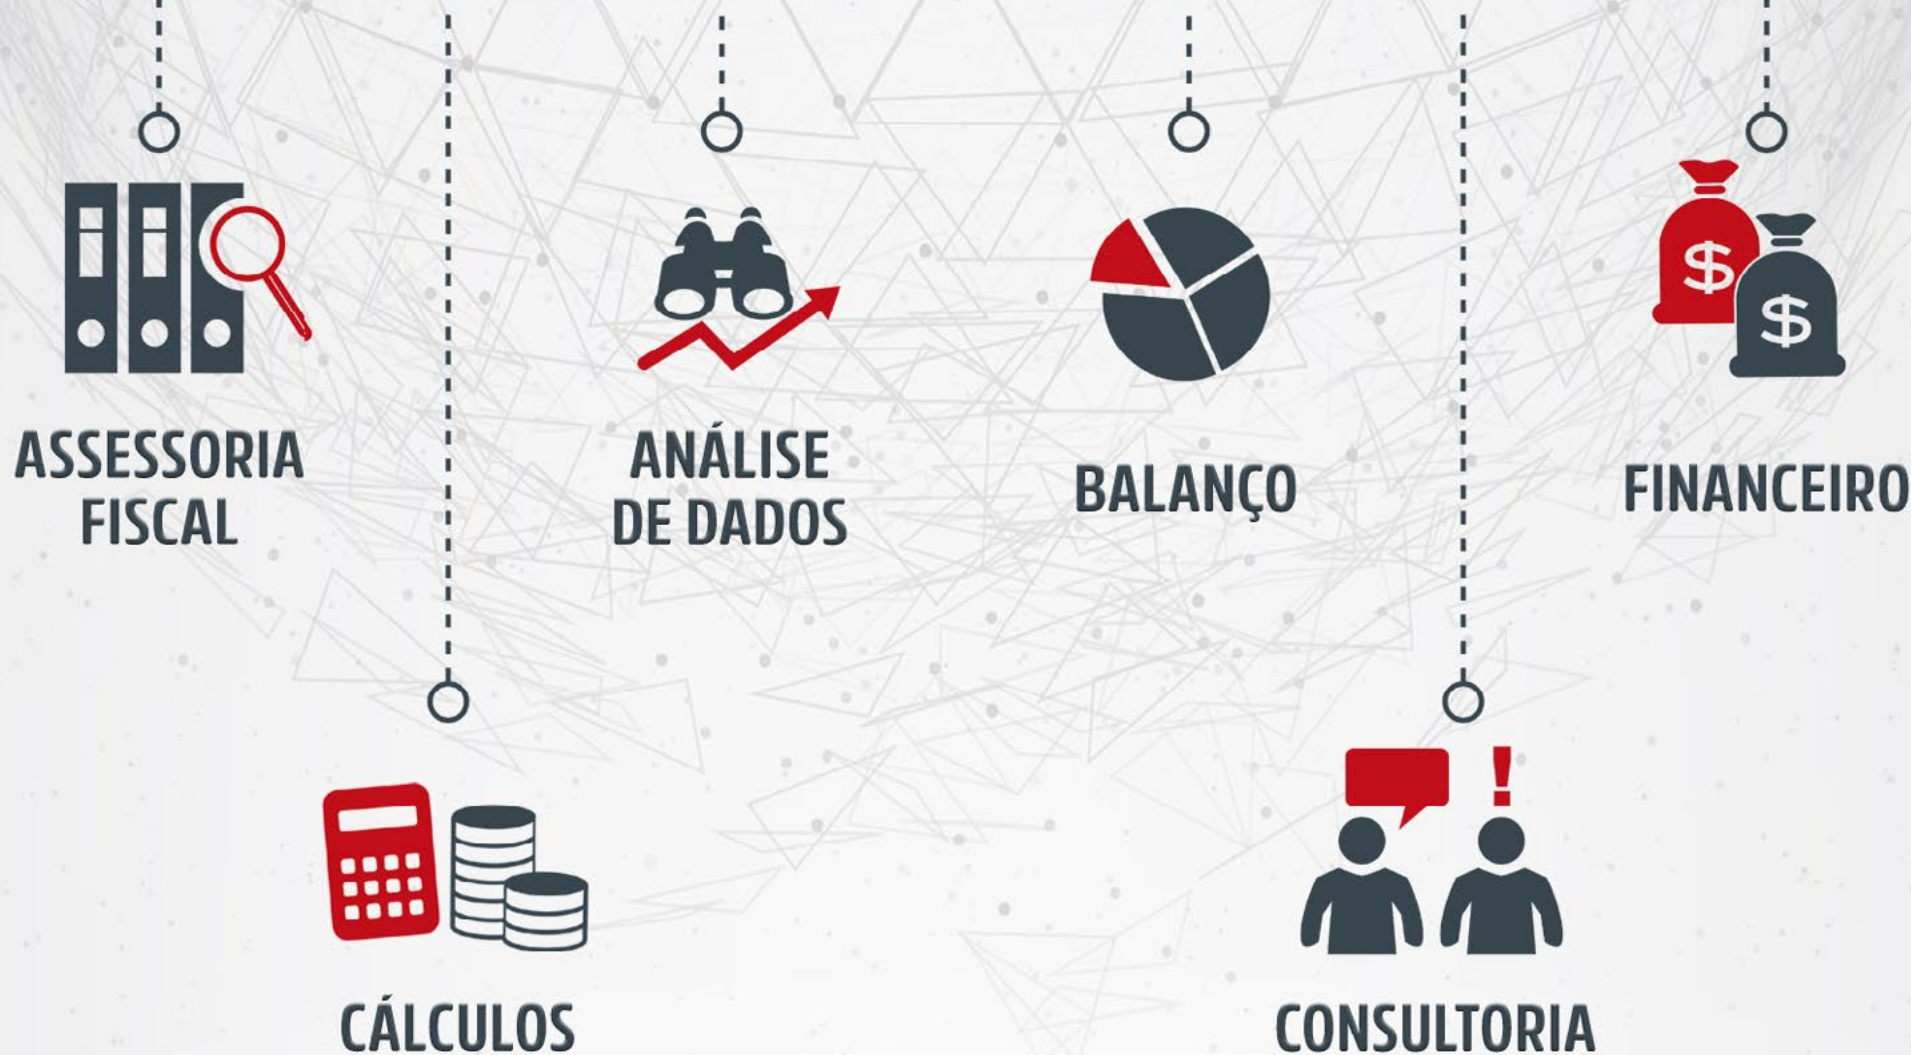 ASSESSORIA
FISCAL
ANÁLISE
DE DADOS
BALANÇO
FINANCEIRO
$
$
CÁLCULOS
!
CONSULTORIA